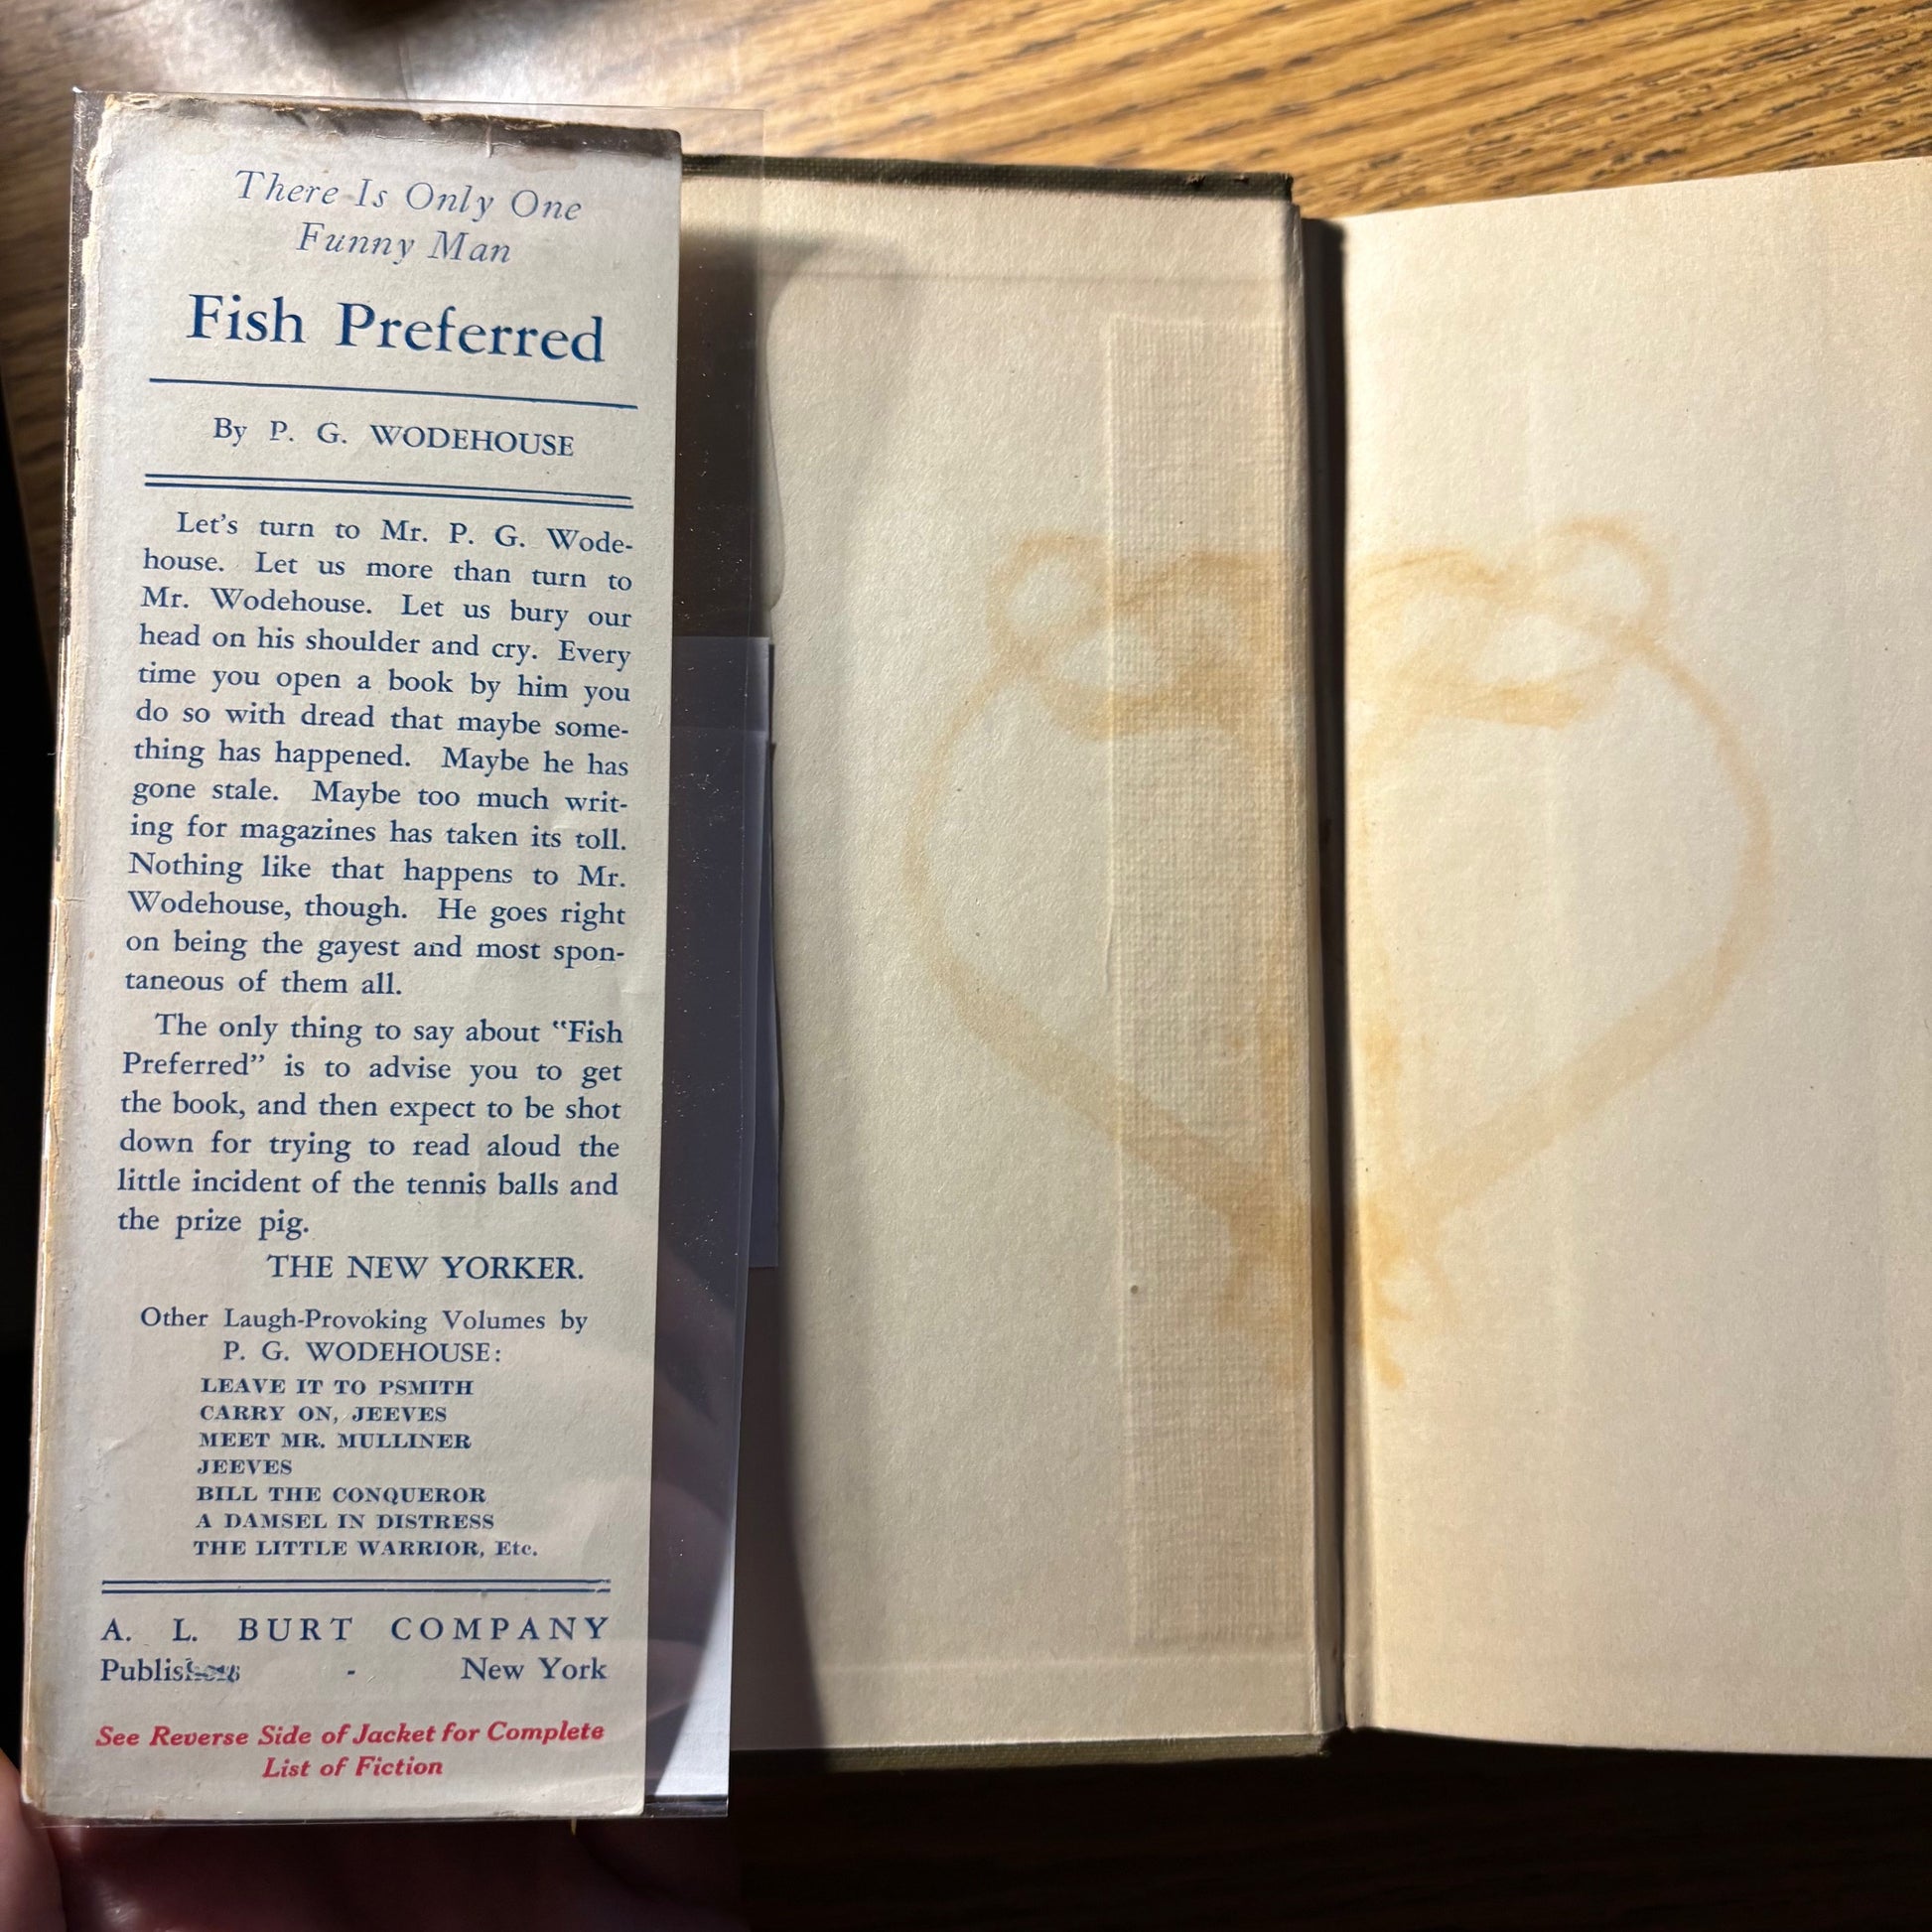 There Is Only One
Funny Man
Fish Preferred
By P. G. WODEHOUSE
Let's turn to Mr. P. G. Wode-
house. Let us more than turn to
Mr. Wodehouse. Let us bury our
head on his shoulder and cry. Every
time you open a book by him you
do so with dread that maybe some-
thing has happened. Maybe he has
gone stale. Maybe too much writ-
ing for magazines has taken its toll.
Nothing like that happens to Mr.
Wodehouse, though. He goes right
on being the gayest and most spon-
taneous of them all.
The only thing to say about "Fish
Preferred" is to advise you to get
the book, and then expect to be shot
down for trying to read aloud the
little incident of the tennis balls and
the prize pig.
THE NEW YORKER.
Other Laugh-Provoking Volumes by
P. G. WODEHOUSE:
LEAVE IT TO PSMITH
CARRY ON, JEEVES
MEET MR. MULLINER
JEEVES
BILL THE CONQUEROR
A DAMSEL IN DISTRESS
THE LITTLE WARRIOR, Etc.
A. L. BURT COMPANY
- New York
See Reverse Side of Jacket for Complete
List of Fiction